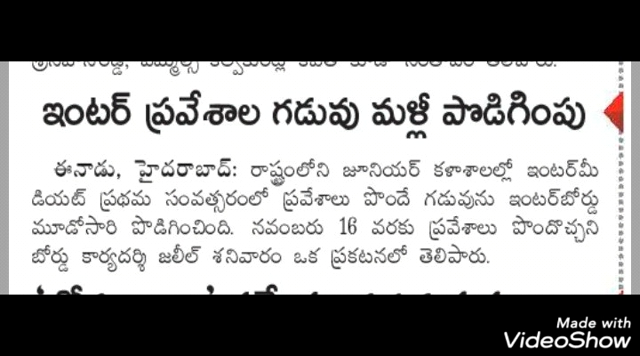 ఇంటర్ ప్రవేశాల గడువు మళ్లీ పొడిగింపు
ఈనాడు, హైదరాబాద్: రాష్ట్రంలోని జూనియర్ కళాశాలల్లో ఇంటర్‌మీ
డియట్ ప్రథమ సంవత్సరంలో ప్రవేశాలు పొందే గడువును ఇంటర్‌బోర్డు
మూడోసారి పొడిగించింది. నవంబరు 16 వరకు ప్రవేశాలు పొందొచ్చని
బోర్డు కార్యదర్శి జలీల్ శనివారం ఒక ప్రకటనలో తెలిపారు.
Made with
VideoShow